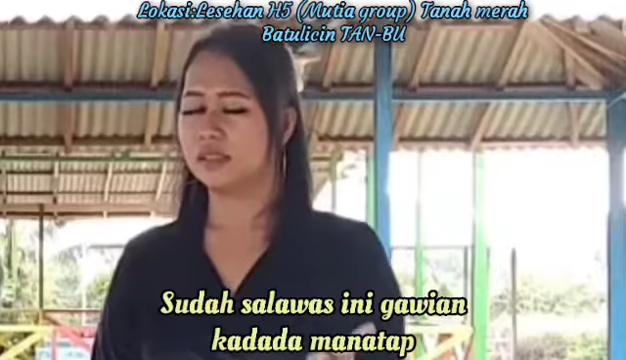 Lokasi:Lesehan H5 (Mutia group) Tanah merah
Batulicin TAN-BU
Sudah salawas ini gawian
kadada manatap